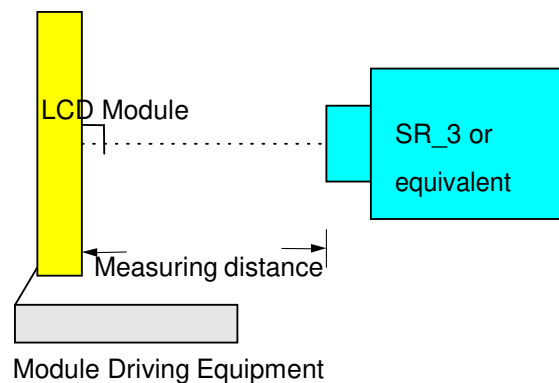 LCD Module
SR_3 or
equivalent
Measuring distance
Module Driving Equipment